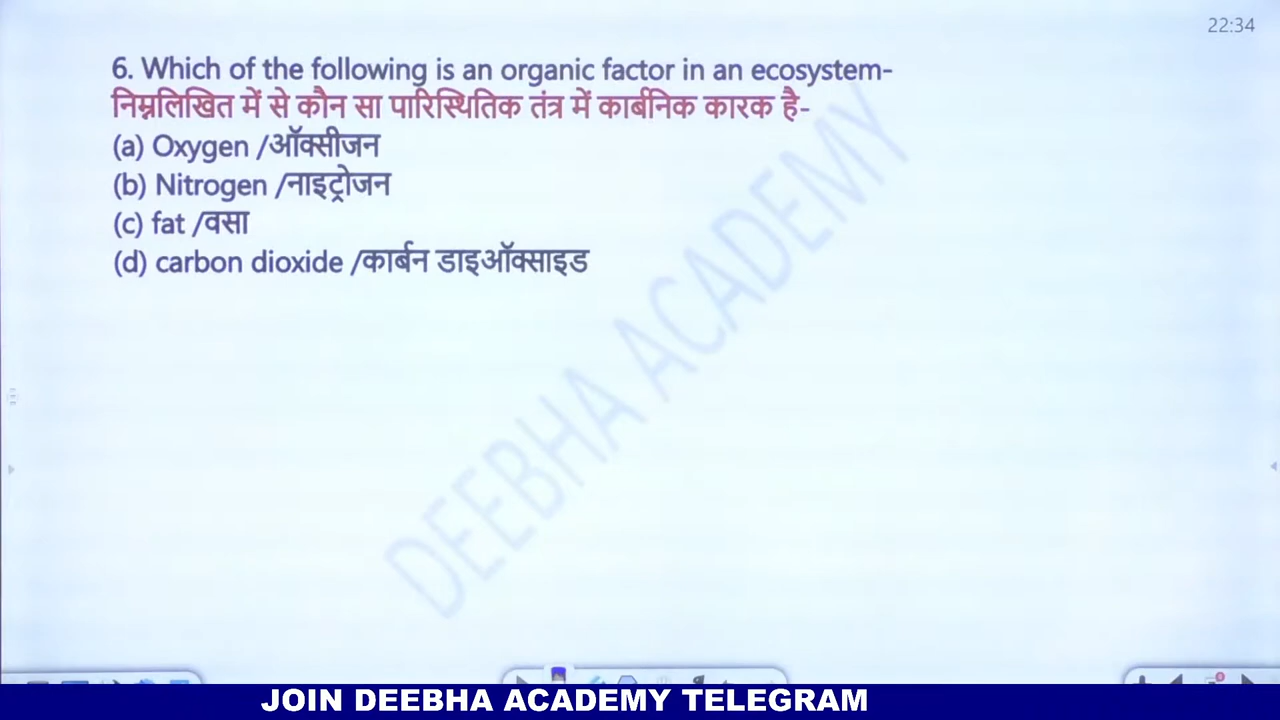 22:34
6. Which of the following is an organic factor in an ecosystem-
निम्नलिखित में से कौन सा पारिस्थितिक तंत्र में कार्बनिक कारक है-
(a) Oxygen /ऑक्सीजन
(b) Nitrogen /नाइट्रोजन
(c) fat /वसा
(d) carbon dioxide /कार्बन डाइऑक्साइड
DEEBHA ACADEMY
JOIN DEEBHA ACADEMY TELEGRAM